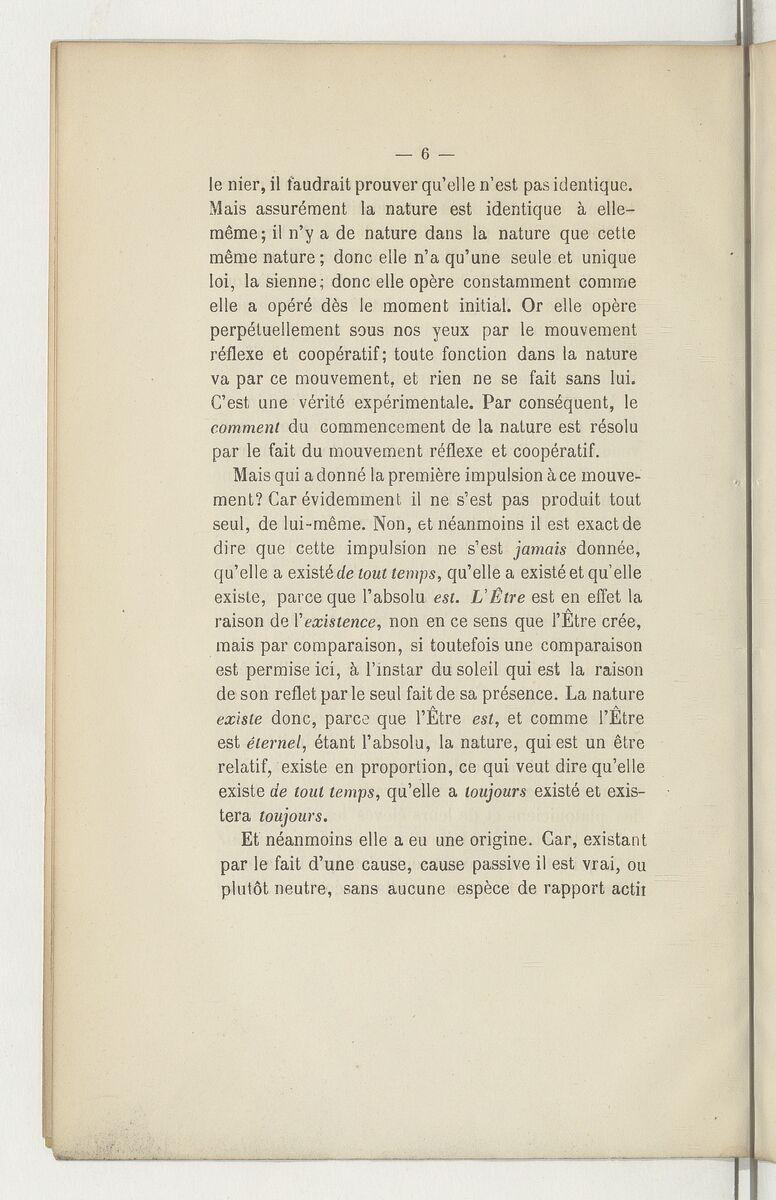 — 6 —
le nier, il faudrait prouver qu'elle n'est pas identique.
Mais assurément la nature est identique à elle-
même; il n'y a de nature dans la nature que cette
même nature; donc elle n'a qu'une seule et unique
loi, la sienne; donc elle opère constamment comme
elle a opéré dès le moment initial. Or elle opère
perpétuellement sous nos yeux par le mouvement
réflexe et coopératif; toute fonction dans la nature
va par ce mouvement, et rien ne se fait sans lui.
C'est une vérité expérimentale. Par conséquent, le
comment du commencement de la nature est résolu
par le fait du mouvement réflexe et coopératif.
Mais qui a donné la première impulsion à ce mouve-
ment? Car évidemment il ne s'est pas produit tout
seul, de lui-même. Non, et néanmoins il est exact de
dire que cette impulsion ne s'est jamais donnée,
qu'elle a existé de tout temps, qu'elle a existé et qu'elle
existe, parce que l'absolu est. L'Être est en effet la
raison de l'existence, non en ce sens que l'Être crée,
mais par comparaison, si toutefois une comparaison
est permise ici, à l'instar du soleil qui est la raison
de son reflet par le seul fait de sa présence. La nature
existe donc, parce que l'Être est, et comme l'Être
est éternel, étant l'absolu, la nature, qui est un être
relatif, existe en proportion, ce qui veut dire qu'elle
existe de tout temps, qu'elle a toujours existé et exis-
tera toujours.
Et néanmoins elle a eu une origine. Car, existant
par le fait d'une cause, cause passive il est vrai, ou
plutôt neutre, sans aucune espèce de rapport actif